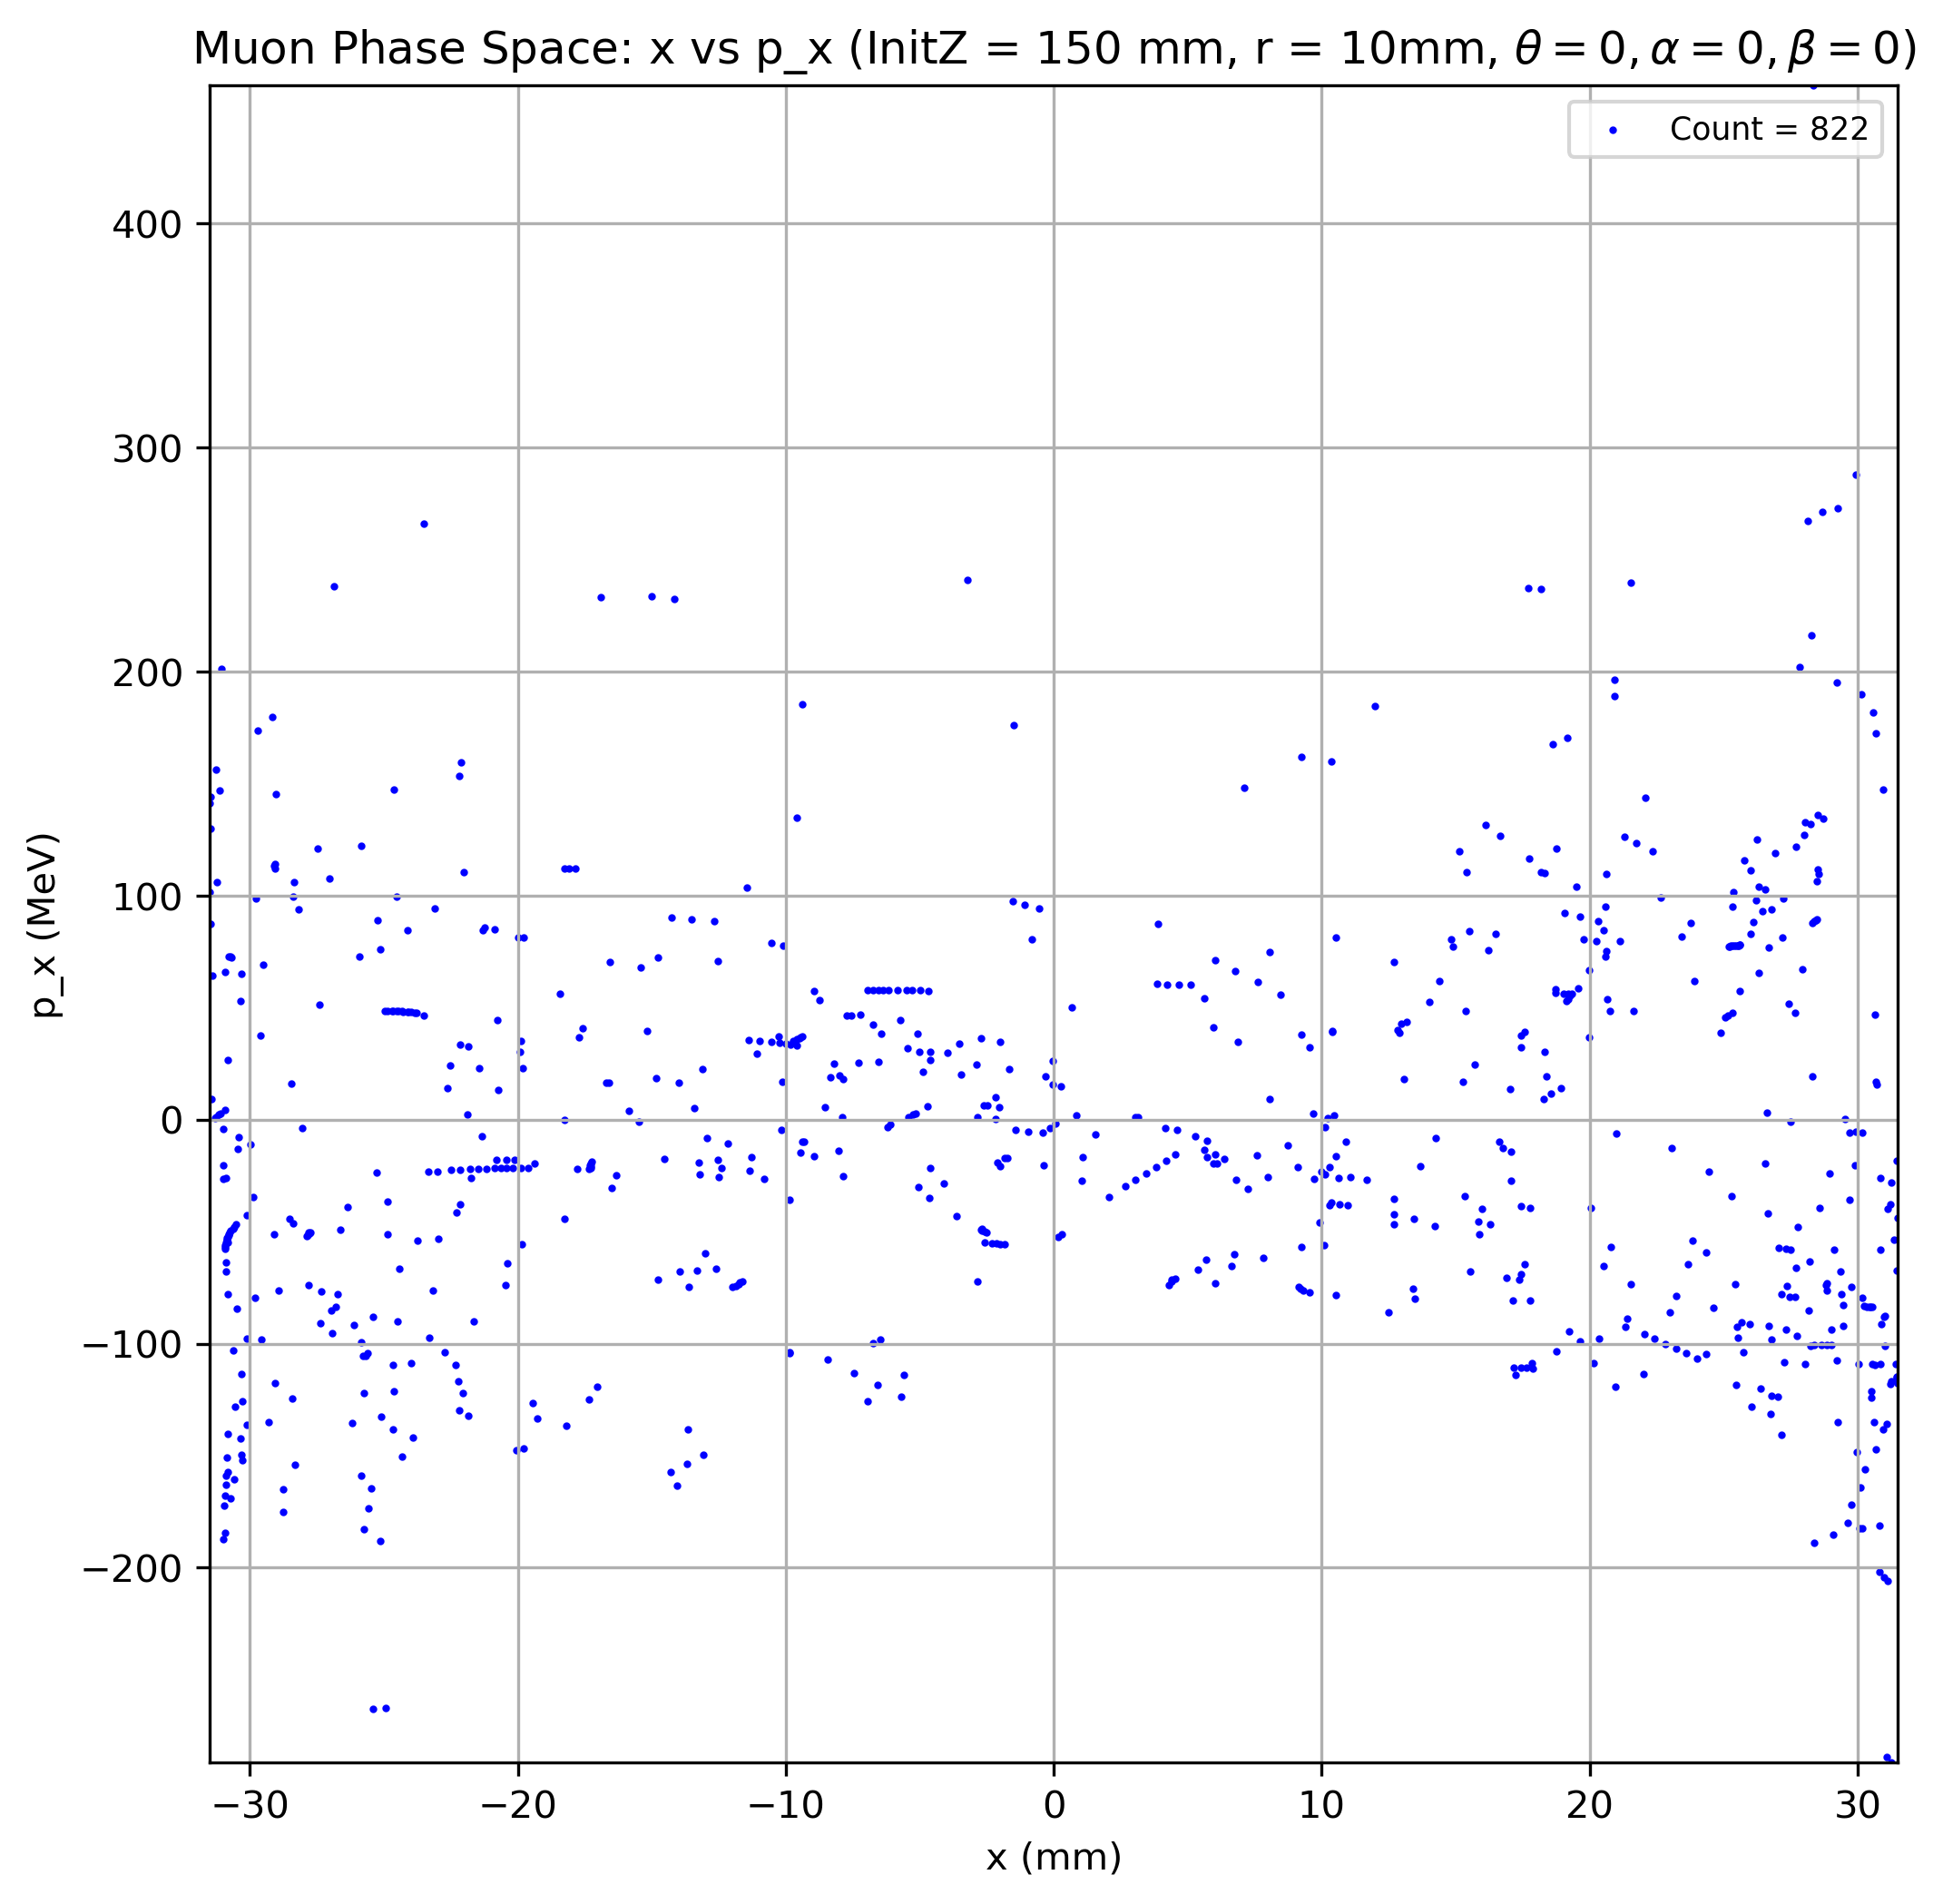 Muon Phase Space: x vs p_x (InitZ = 150 mm, r = 10mm, θ = 0, α = 0, β = 0)
Count = 822
400
300
200
100
0
−100
−200
p_x (MeV)
−30 −20 −10 0 10 20 30
x (mm)